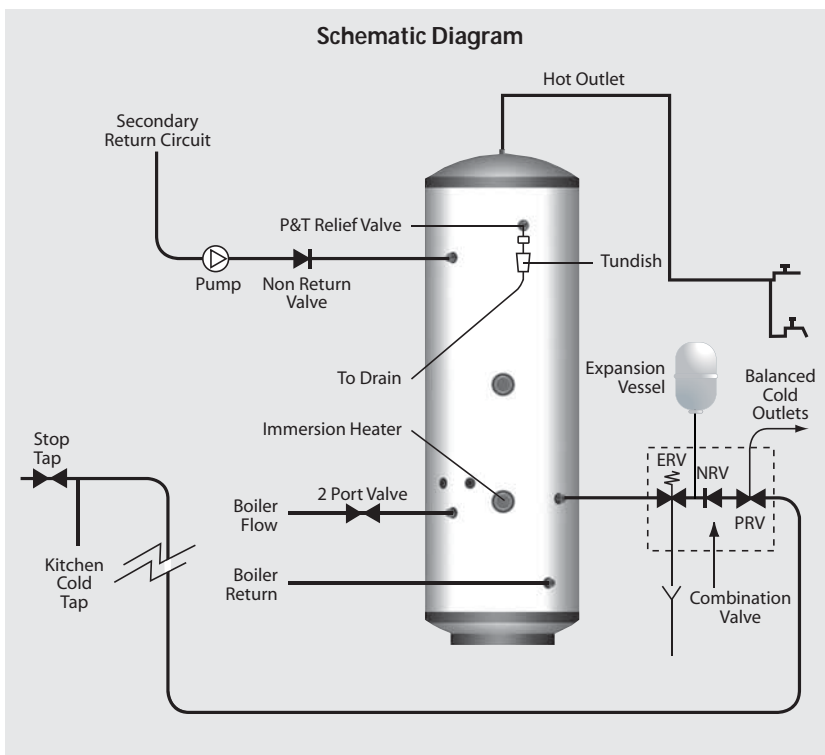 Schematic Diagram
Hot Outlet
Secondary
Return Circuit
P&T Relief Valve
Tundish
Pump
Non Return
Valve
To Drain
Expansion
Vessel
Balanced
Cold
Outlets
Immersion Heater
Stop
Tap
ERV
NRV
2 Port Valve
Boiler
Flow
PRV
Kitchen
Cold
Tap
Boiler
Return
Combination
Valve